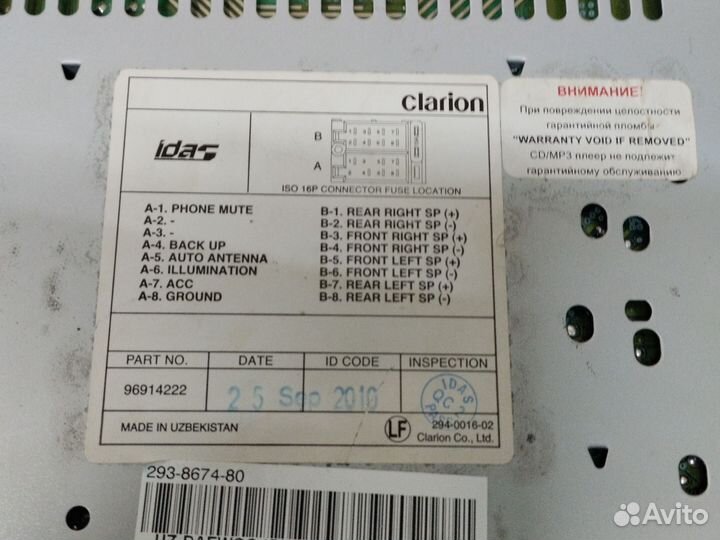 clarion
idas
B
A
ISO 16P CONNECTOR FUSE LOCATION
A-1. PHONE MUTE
A-2. -
A-3. -
A-4. BACK UP
A-5. AUTO ANTENNA
A-6. ILLUMINATION
A-7. ACC
A-8. GROUND
B-1. REAR RIGHT SP (+)
B-2. REAR RIGHT SP (-)
B-3. FRONT RIGHT SP (+)
B-4. FRONT RIGHT SP (-)
B-5. FRONT LEFT SP (+)
B-6. FRONT LEFT SP (-)
B-7. REAR LEFT SP (+)
B-8. REAR LEFT SP (-)
PART NO. DATE ID CODE INSPECTION
96914222 25 Sep 2010 IDAS QC 2 PASS
MADE IN UZBEKISTAN LF 294-0016-02
Clarion Co., Ltd.
ВНИМАНИЕ!
При повреждении целостности
гарантийной пломбы
"WARRANTY VOID IF REMOVED"
CD/MP3 плеер не подлежит
гарантийному обслуживанию
293-8674-80
Avito